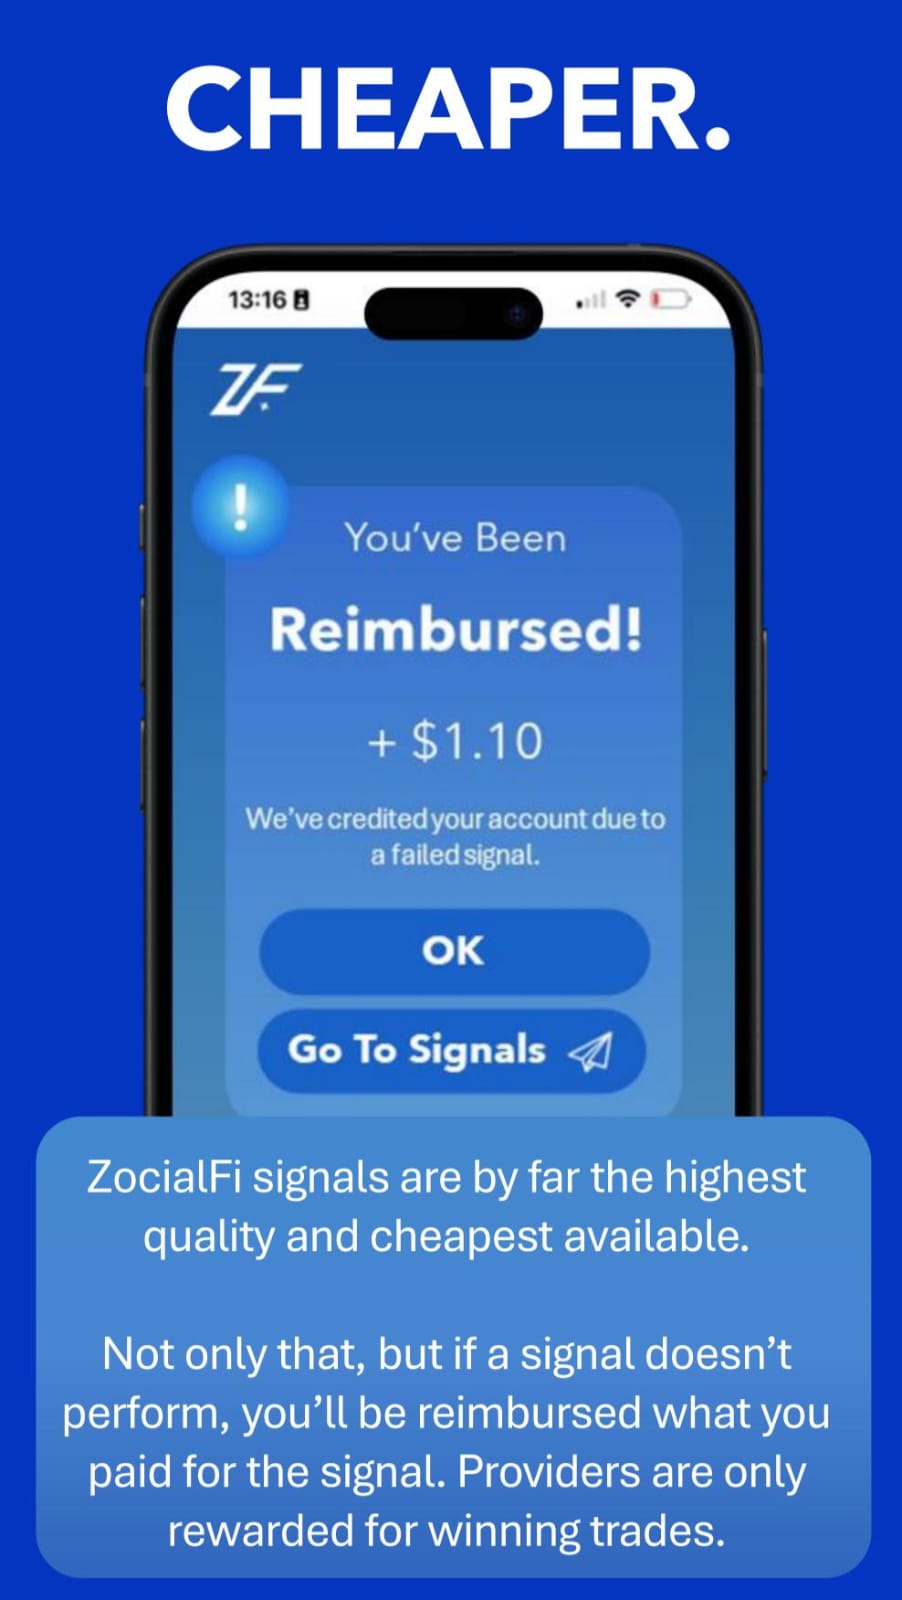 CHEAPER.
13:16
ZF
!
You’ve Been
Reimbursed!
+ $1.10
We’ve credited your account due to
a failed signal.
OK
Go To Signals
ZocialFi signals are by far the highest
quality and cheapest available.
Not only that, but if a signal doesn’t
perform, you’ll be reimbursed what you
paid for the signal. Providers are only
rewarded for winning trades.